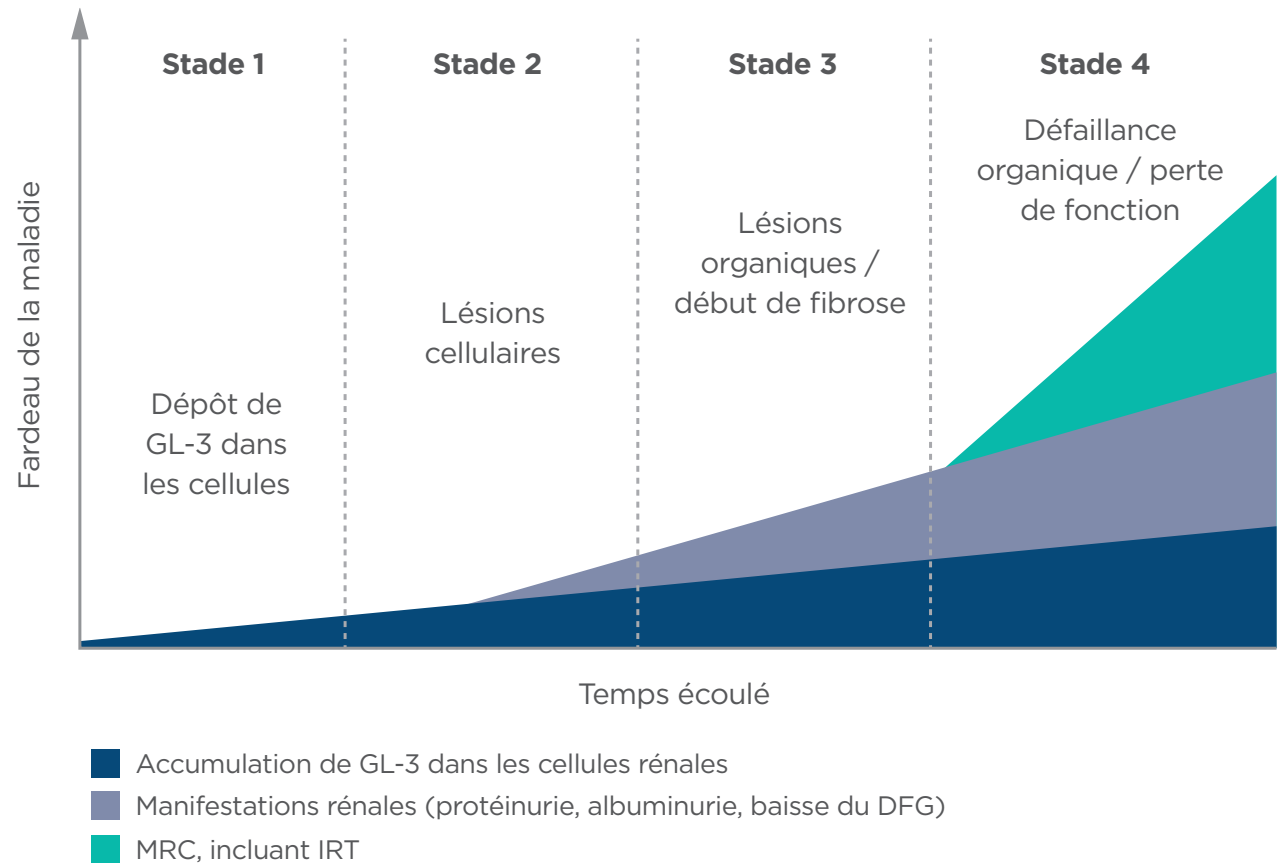 Stade 1
Stade 2
Stade 3
Stade 4
Défaillance
organique / perte
de fonction
Lésions
organiques /
début de fibrose
Lésions
cellulaires
Dépôt de
GL-3 dans
les cellules
Fardeau de la maladie
Temps écoulé
Accumulation de GL-3 dans les cellules rénales
Manifestations rénales (protéinurie, albuminurie, baisse du DFG)
MRC, incluant IRT